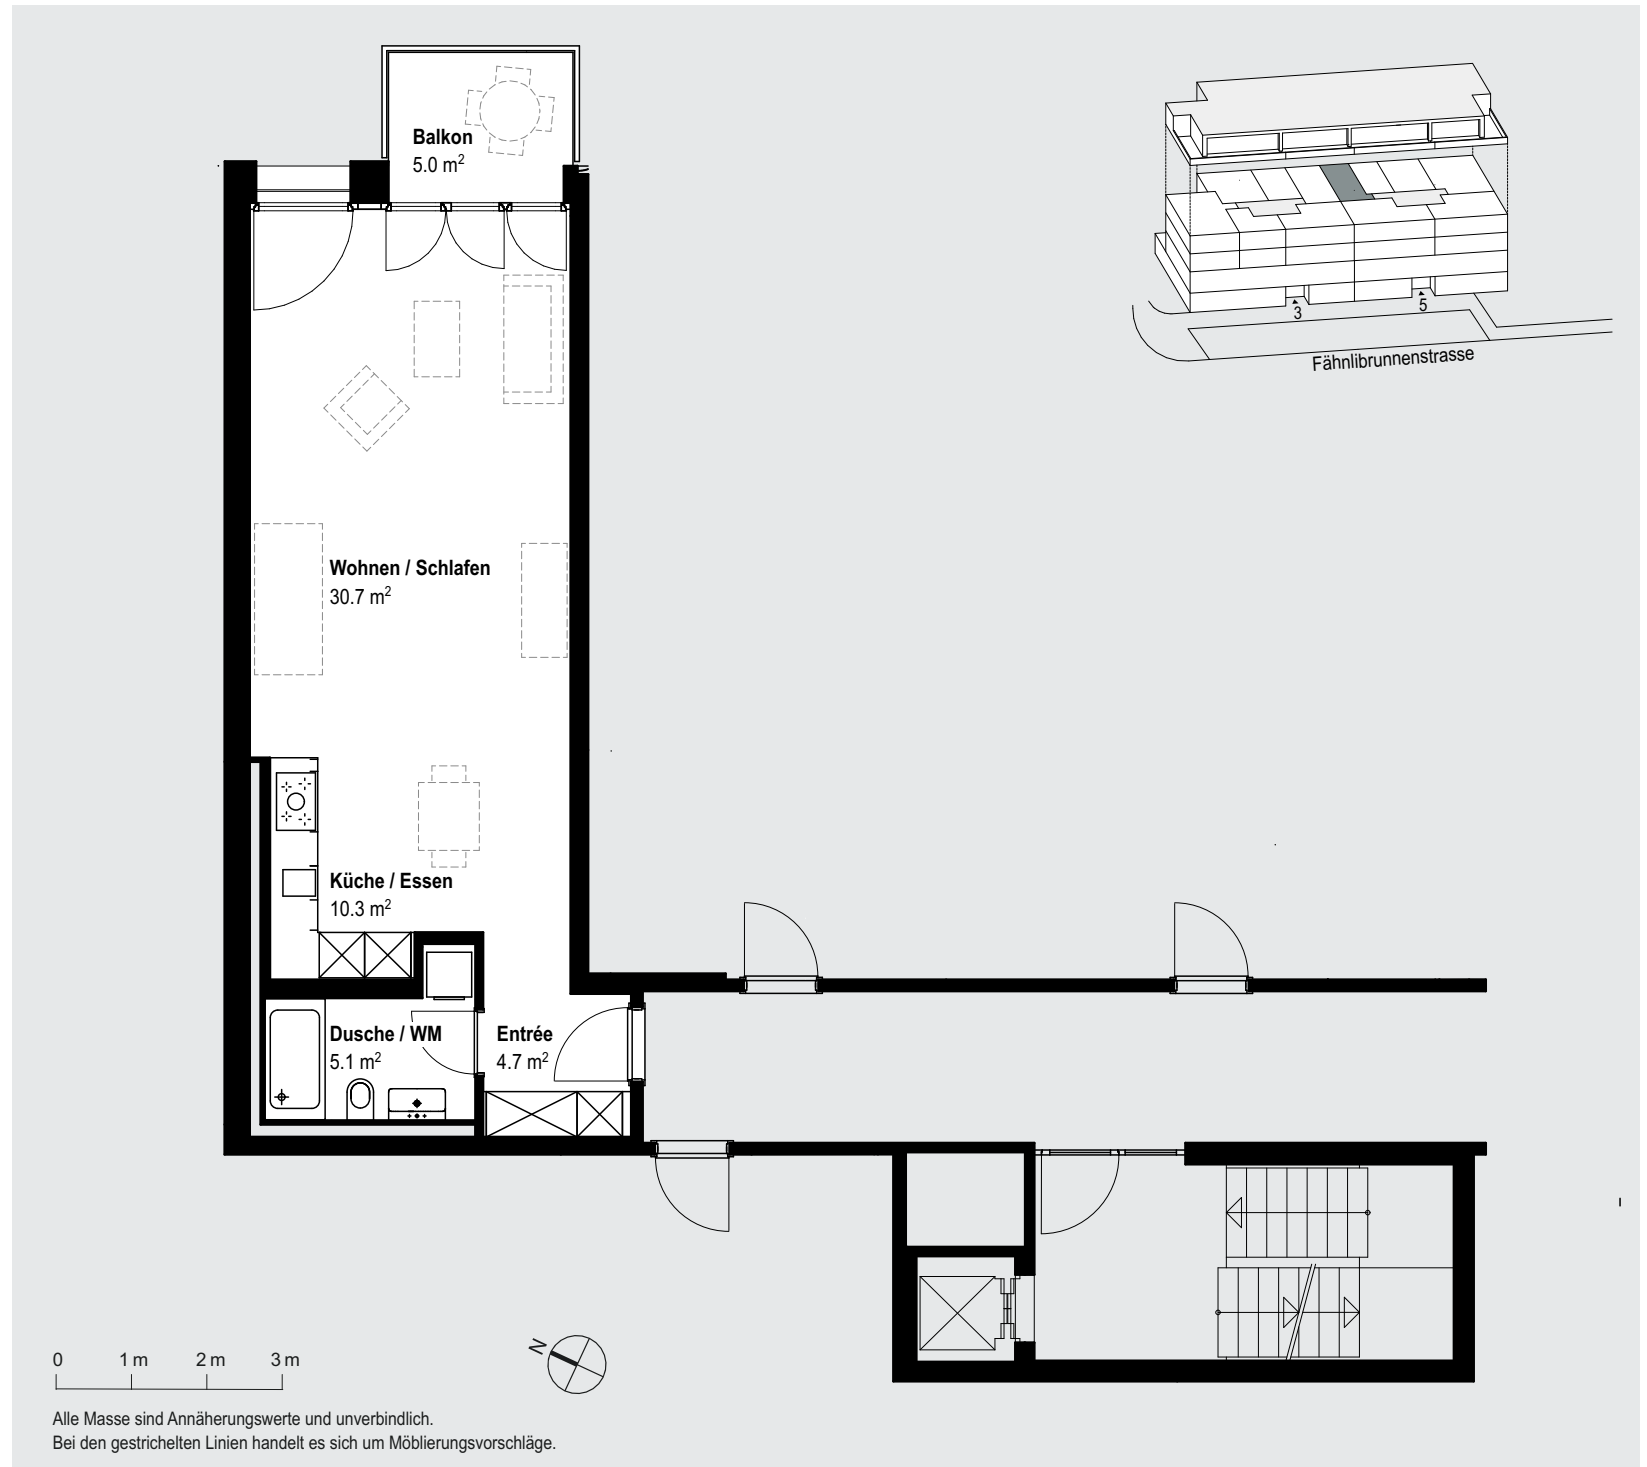 Balkon
5.0 m²
3
5
Fähnlibrunnenstrasse
Wohnen / Schlafen
30.7 m²
Küche / Essen
10.3 m²
Dusche / WM
5.1 m²
Entrée
4.7 m²
0 1 m 2 m 3 m
N
Alle Masse sind Annäherungswerte und unverbindlich.
Bei den gestrichelten Linien handelt es sich um Möblierungsvorschläge.